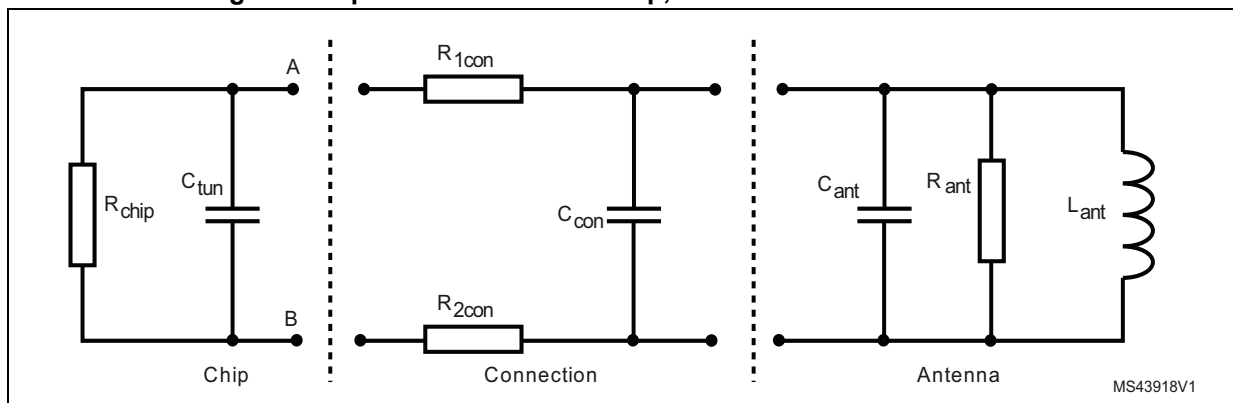 A
R1con
Ctun
Rchip
Ccon
Cant
Rant
Lant
B
R2con
Chip
Connection
Antenna
MS43918V1